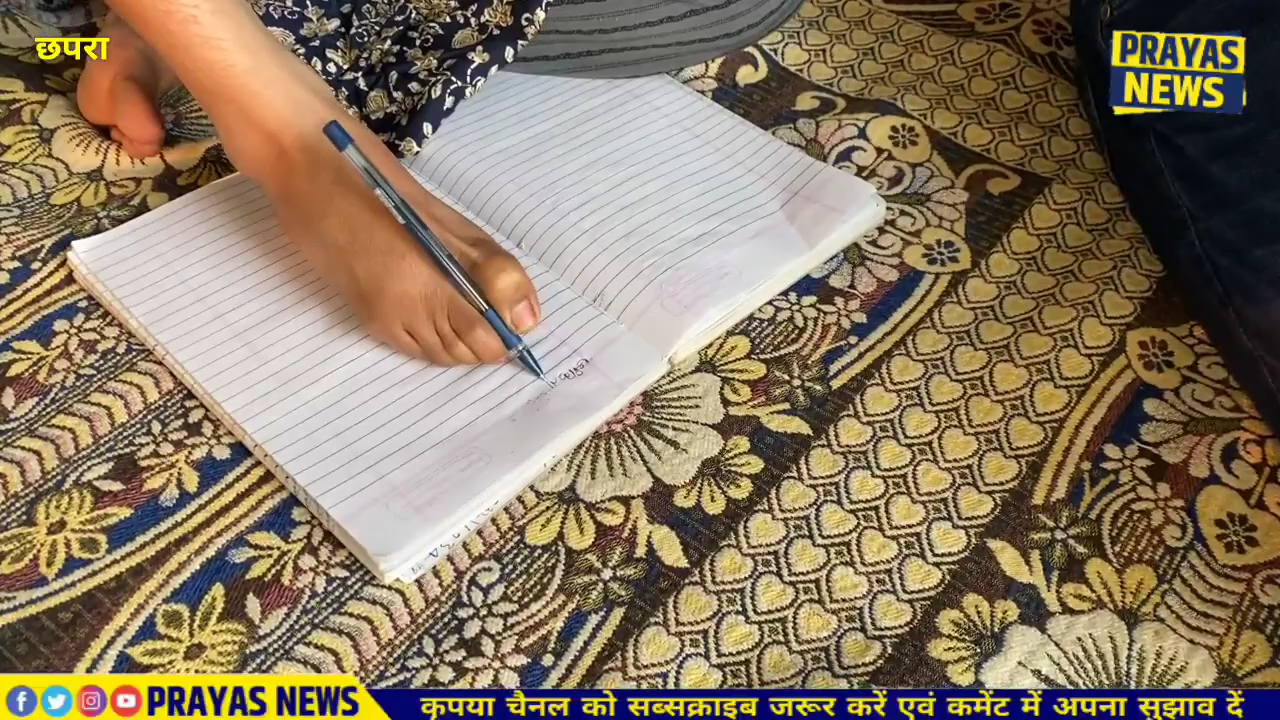 छपरा
PRAYAS
NEWS
PRAYAS NEWS
कृपया चैनल को सब्सक्राइब जरूर करें एवं कमेंट में अपना सुझाव दें